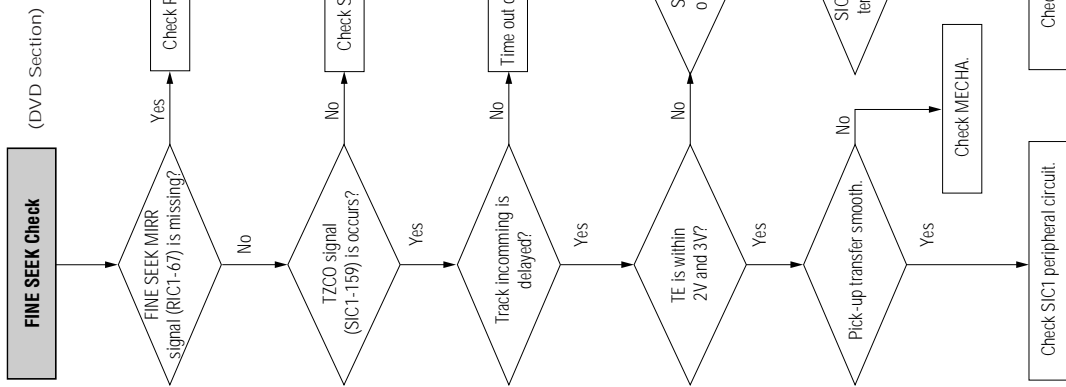 FINE SEEK Check
(DVD Section)
FINE SEEK MIRR
signal (RIC1-67) is missing?
Yes
Check
No
TZCO signal
(SIC1-159) is occurs?
No
Check
Yes
Track incomming is
delayed?
No
Time out
Yes
TE is within
2V and 3V?
No
Yes
Pick-up transfer smooth.
No
Check MECHA.
Yes
Check SIC1 peripheral circuit.